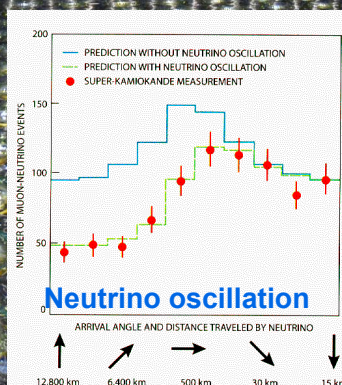 200
PREDICTION WITHOUT NEUTRINO OSCILLATION
PREDICTION WITH NEUTRINO OSCILLATION
SUPER-KAMIOKANDE MEASUREMENT
150
100
50
0
NUMBER OF MUON-NEUTRINO EVENTS
Neutrino oscillation
ARRIVAL ANGLE AND DISTANCE TRAVELED BY NEUTRINO
12,800 km 6,400 km 500 km 30 km 15 km